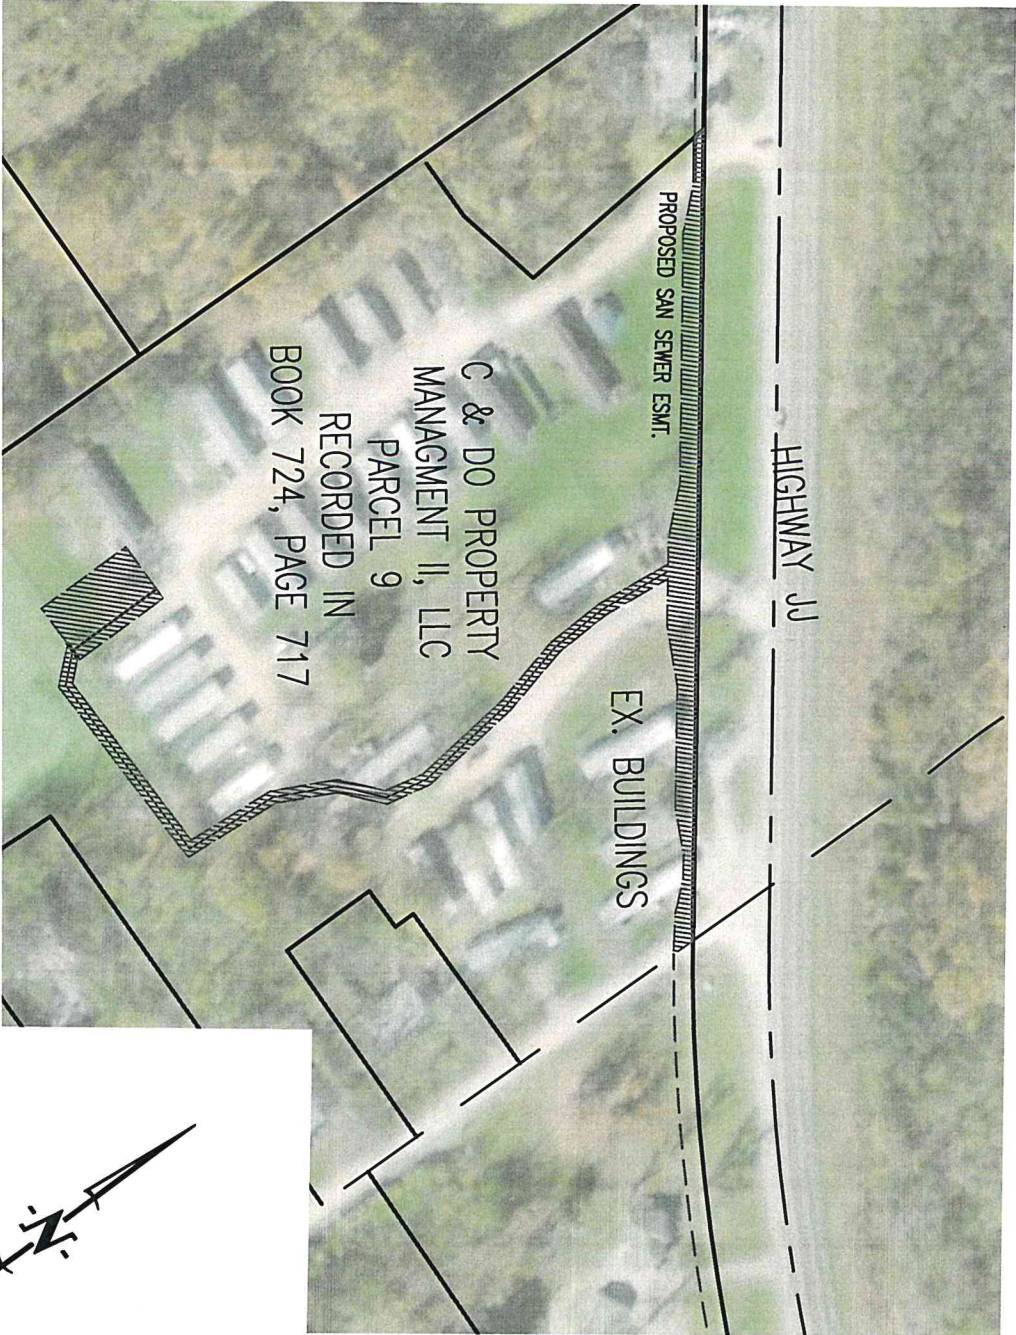 HIGHWAY JJ
PROPOSED SAN SEWER ESMT.
EX. BUILDINGS
C & DO PROPERTY
MANAGMENT II, LLC
PARCEL 9
RECORDED IN
BOOK 724, PAGE 717
N